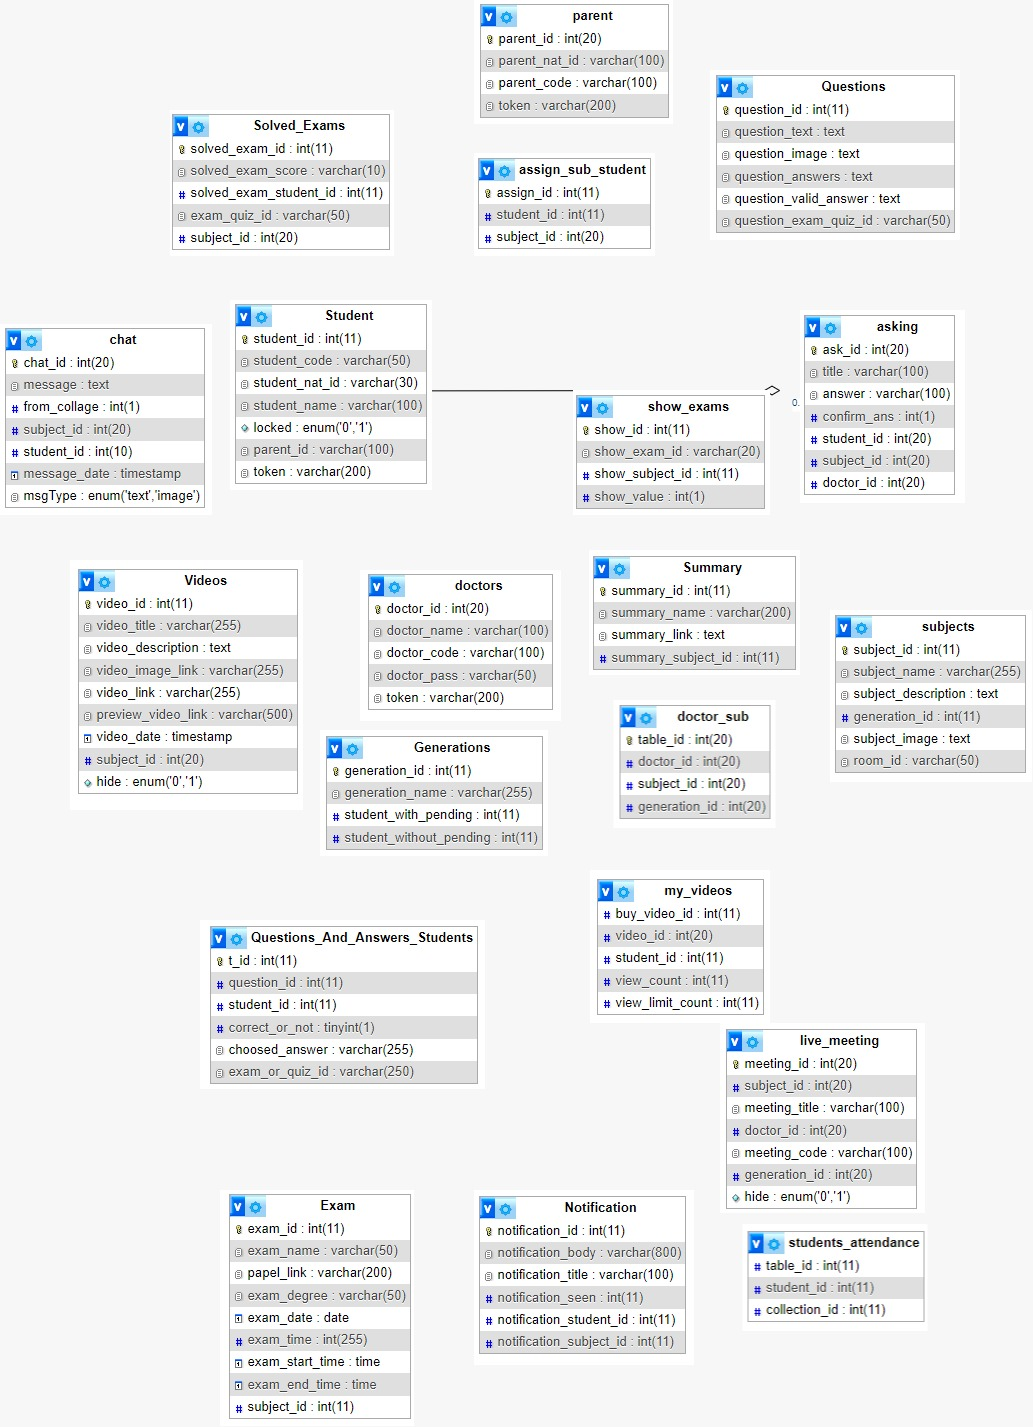 parent
parent_id : int(20)
parent_nat_id : varchar(100)
parent_code : varchar(100)
token : varchar(200)
Questions
question_id : int(11)
question_text : text
question_image : text
question_answers : text
question_valid_answer : text
question_exam_quiz_id : varchar(50)
Solved_Exams
solved_exam_id : int(11)
solved_exam_score : varchar(10)
solved_exam_student_id : int(11)
exam_quiz_id : varchar(50)
subject_id : int(20)
assign_sub_student
assign_id : int(11)
student_id : int(11)
subject_id : int(20)
Student
student_id : int(11)
student_code : varchar(50)
student_nat_id : varchar(30)
student_name : varchar(100)
locked : enum('0','1')
parent_id : varchar(100)
token : varchar(200)
chat
chat_id : int(20)
message : text
from_collage : int(1)
subject_id : int(20)
student_id : int(10)
message_date : timestamp
msgType : enum('text','image')
show_exams
show_id : int(11)
show_exam_id : varchar(20)
show_subject_id : int(11)
show_value : int(1)
0.
asking
ask_id : int(20)
title : varchar(100)
answer : varchar(100)
confirm_ans : int(1)
student_id : int(20)
subject_id : int(20)
doctor_id : int(20)
Videos
video_id : int(11)
video_title : varchar(255)
video_description : text
video_image_link : varchar(255)
video_link : varchar(255)
preview_video_link : varchar(500)
video_date : timestamp
subject_id : int(20)
hide : enum('0','1')
doctors
doctor_id : int(20)
doctor_name : varchar(100)
doctor_code : varchar(100)
doctor_pass : varchar(50)
token : varchar(200)
Summary
summary_id : int(11)
summary_name : varchar(200)
summary_link : text
summary_subject_id : int(11)
subjects
subject_id : int(11)
subject_name : varchar(255)
subject_description : text
generation_id : int(11)
subject_image : text
room_id : varchar(50)
doctor_sub
table_id : int(20)
doctor_id : int(20)
subject_id : int(20)
generation_id : int(20)
Generations
generation_id : int(11)
generation_name : varchar(255)
student_with_pending : int(11)
student_without_pending : int(11)
my_videos
buy_video_id : int(11)
video_id : int(20)
student_id : int(11)
view_count : int(11)
view_limit_count : int(11)
Questions_And_Answers_Students
t_id : int(11)
question_id : int(11)
student_id : int(11)
correct_or_not : tinyint(1)
choosed_answer : varchar(255)
exam_or_quiz_id : varchar(250)
live_meeting
meeting_id : int(20)
subject_id : int(20)
meeting_title : varchar(100)
doctor_id : int(20)
meeting_code : varchar(100)
generation_id : int(20)
hide : enum('0','1')
Exam
exam_id : int(11)
exam_name : varchar(50)
papel_link : varchar(200)
exam_degree : varchar(50)
exam_date : date
exam_time : int(255)
exam_start_time : time
exam_end_time : time
subject_id : int(11)
Notification
notification_id : int(11)
notification_body : varchar(800)
notification_title : varchar(100)
notification_seen : int(11)
notification_student_id : int(11)
notification_subject_id : int(11)
students_attendance
table_id : int(11)
student_id : int(11)
collection_id : int(11)